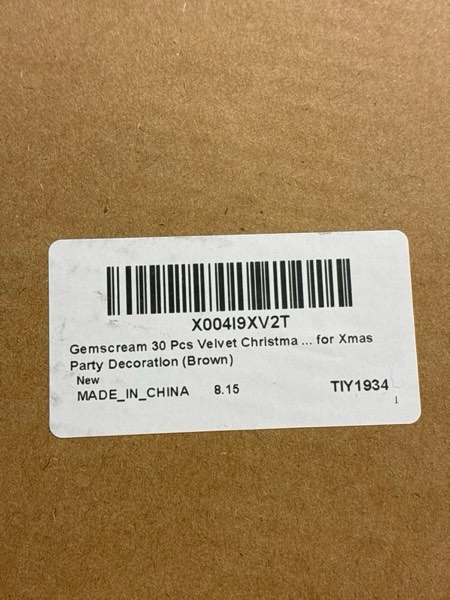 X004I9XV2T
Gemscream 30 Pcs Velvet Christma ... for Xmas
Party Decoration (Brown)
New
MADE_IN_CHINA 8.15 TIY1934
1